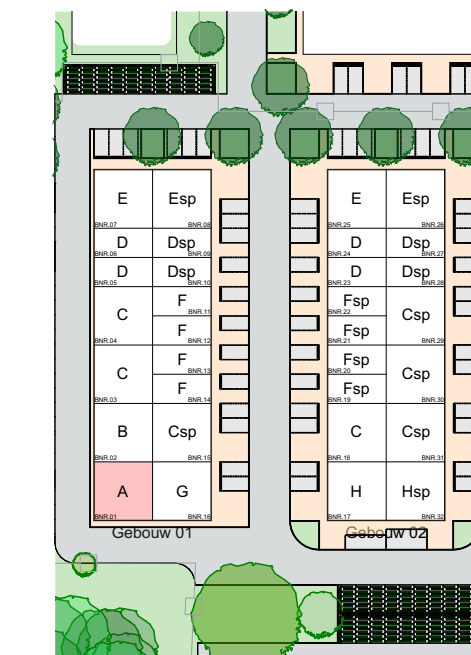 E Esp E Esp
BNR.07 BNR.08 BNR.25 BNR.26
D Dsp D Dsp
BNR.06 BNR.09 BNR.24 BNR.27
D Dsp D Dsp
BNR.05 BNR.10 BNR.23 BNR.28
C F Fsp Csp
BNR.11 BNR.22
F Fsp
BNR.04 BNR.12 BNR.21 BNR.29
C F Fsp Csp
BNR.13 BNR.20
F Fsp
BNR.03 BNR.14 BNR.19 BNR.30
B Csp C Csp
BNR.02 BNR.15 BNR.18 BNR.31
A G H Hsp
BNR.01 BNR.16 BNR.17 BNR.32
Gebouw 01 Gebouw 02